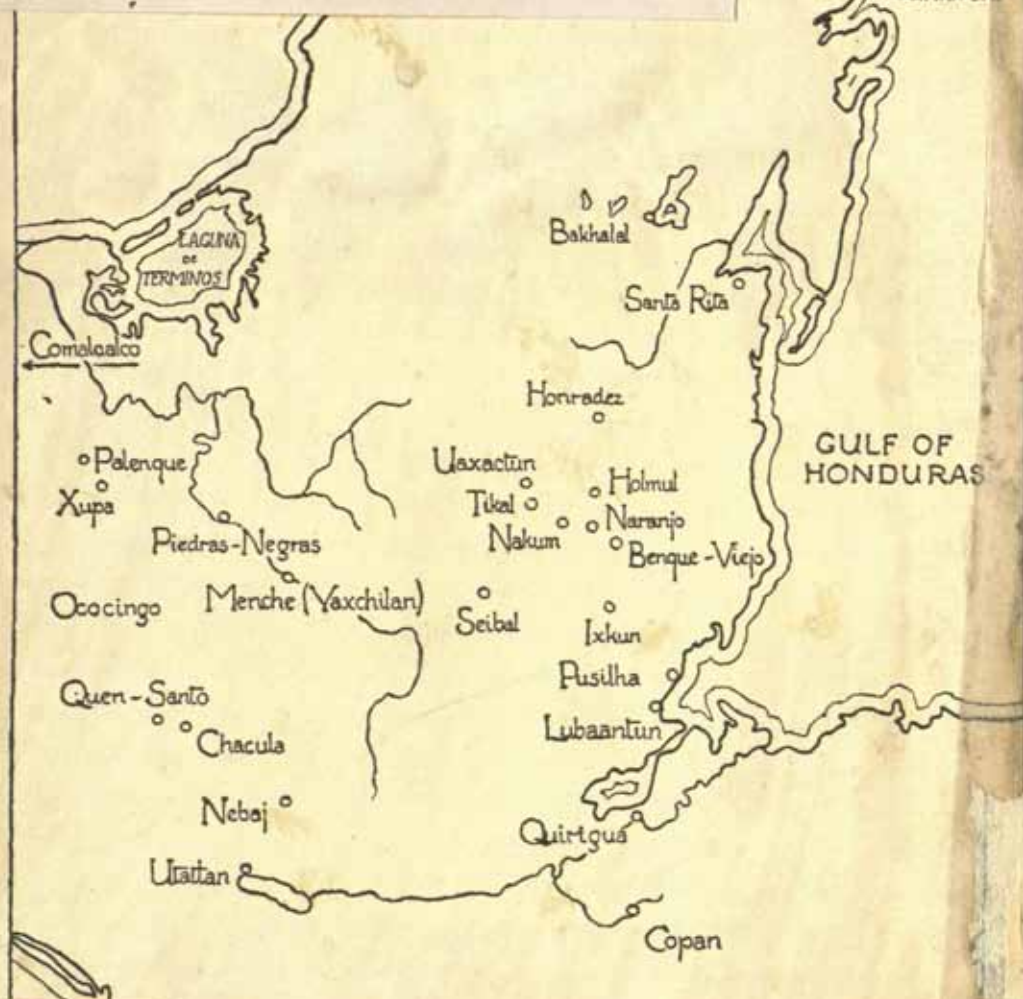 LAGUNA
DE
TERMINOS
Bakhalal
Santa Rita
Comalcalco
Honradez
GULF OF
HONDURAS
Palenque
Uaxactun
Xupa
Tikal
Holmul
Naranjo
Nakum
Piedras-Negras
Benque-Viejo
Ococingo
Menche (Yaxchilan)
Seibal
Ixkun
Pusilha
Quen-Santo
Lubaantun
Chacula
Nebaj
Quirigua
Utatlan
Copan